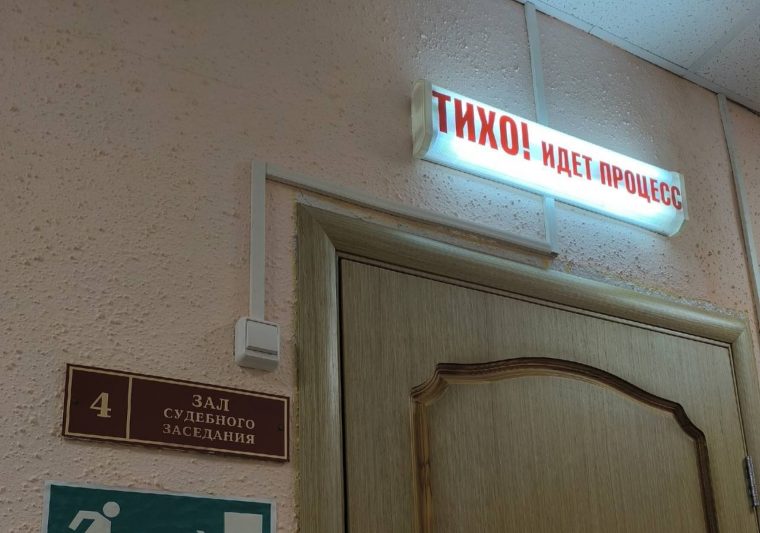 ТИХО! ИДЕТ ПРОЦЕСС
4
ЗАЛ
СУДЕБНОГО
ЗАСЕДАНИЯ